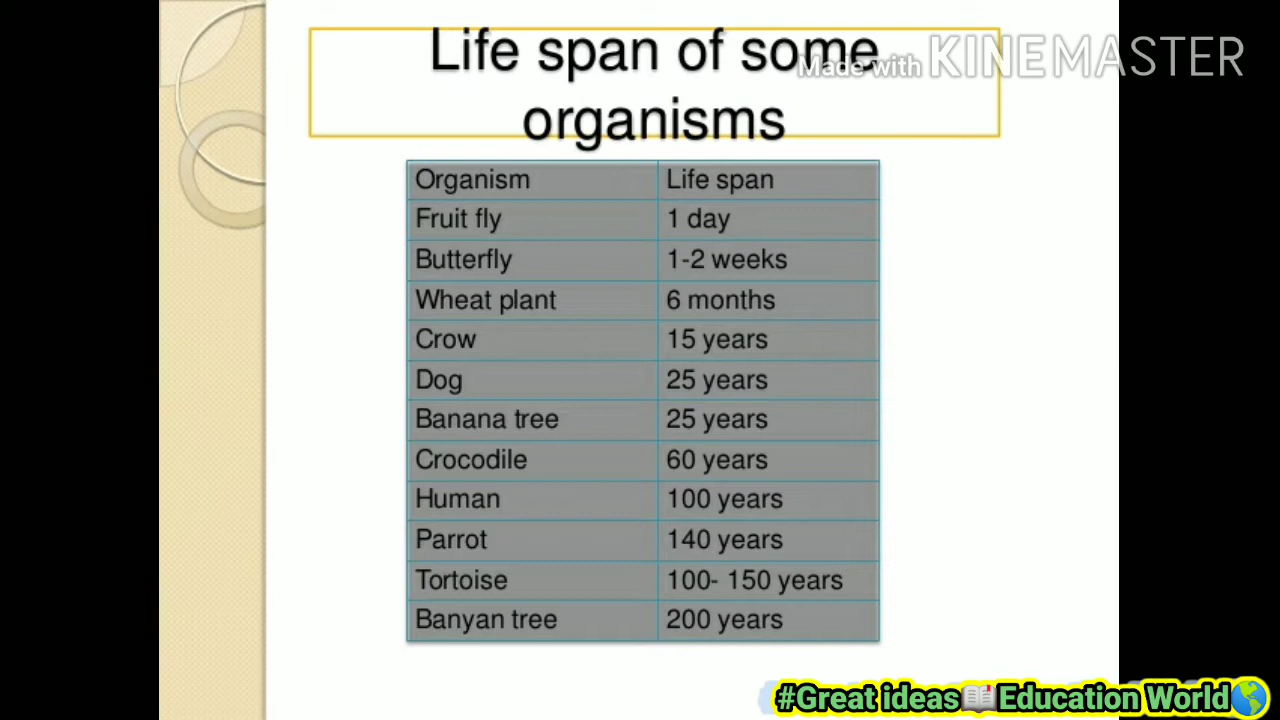 Life span of some
organisms
Made with KINEMASTER
Organism Life span
Fruit fly 1 day
Butterfly 1-2 weeks
Wheat plant 6 months
Crow 15 years
Dog 25 years
Banana tree 25 years
Crocodile 60 years
Human 100 years
Parrot 140 years
Tortoise 100- 150 years
Banyan tree 200 years
#Great ideas📖Education World🌎